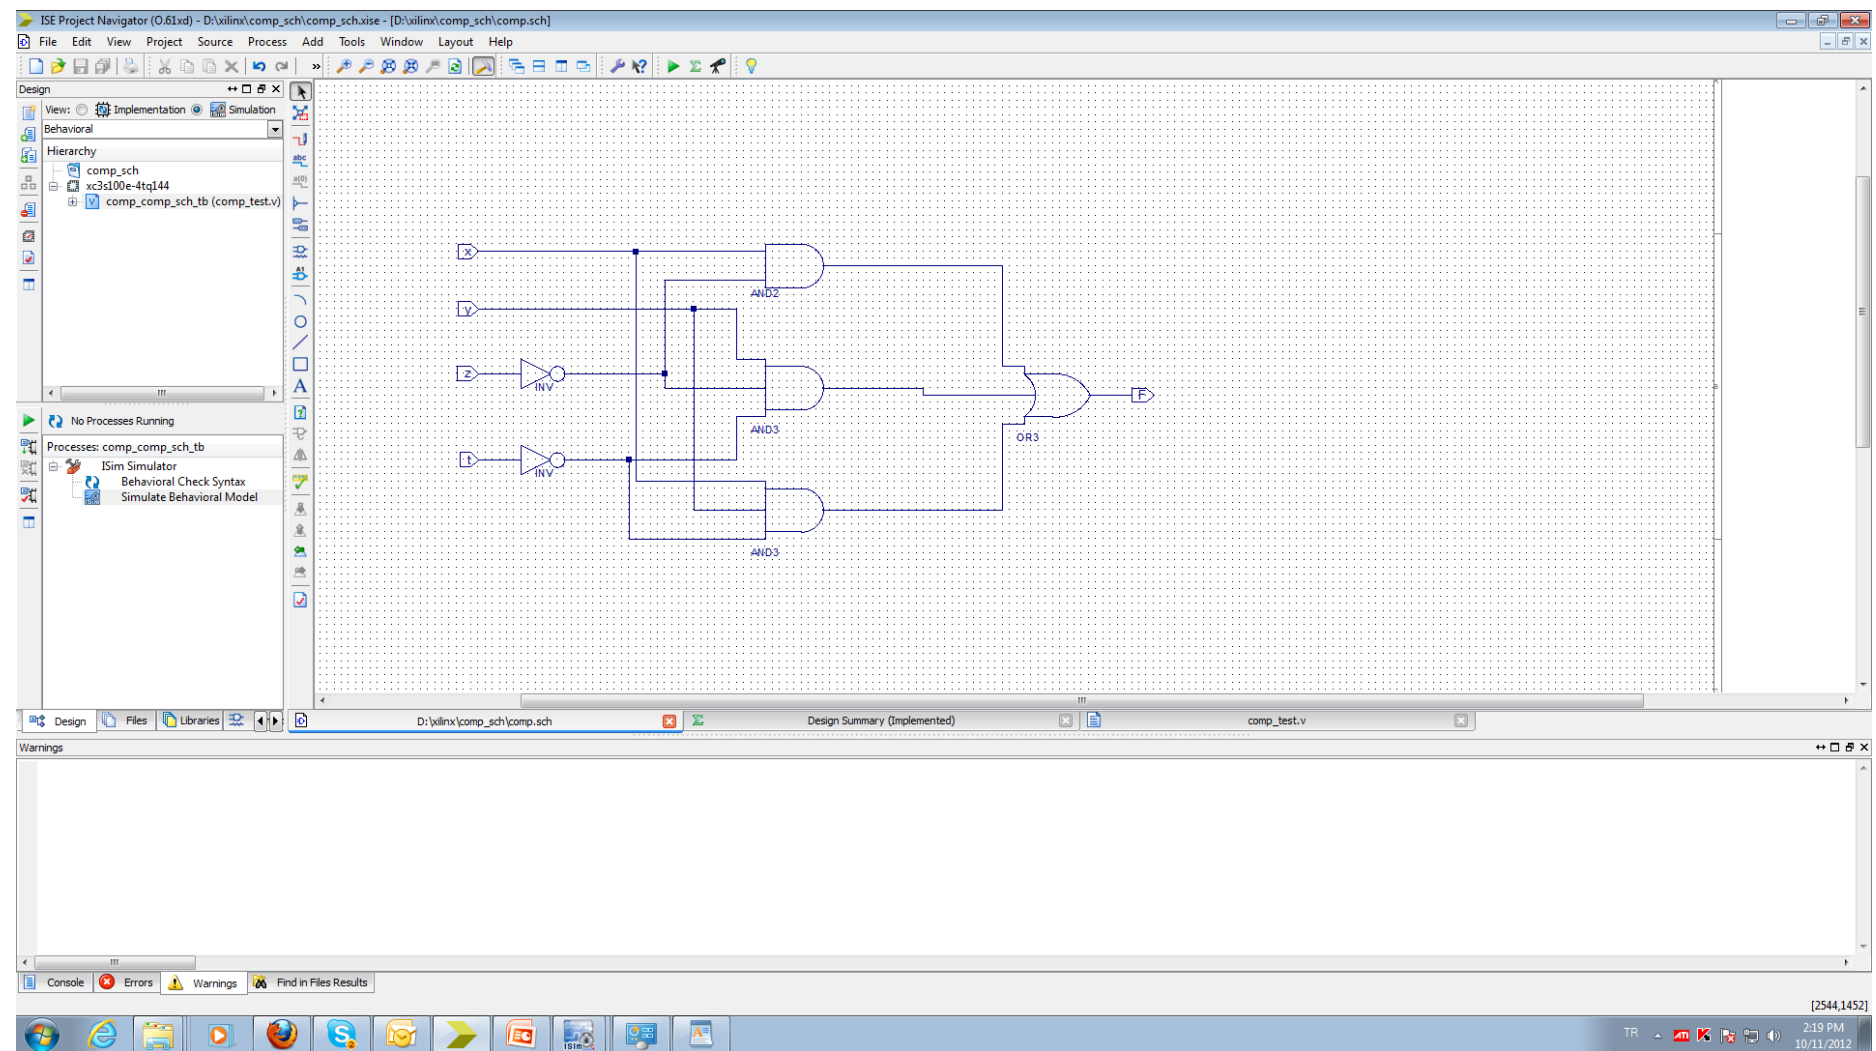 ISE Project Navigator (O.61xd) - D:\xilinx\comp_sch\comp_sch.xise - [D:\xilinx\comp_sch\comp.sch]
File Edit View Project Source Process Add Tools Window Layout Help
Design
View: Implementation Simulation
Behavioral
Hierarchy
comp_sch
xc3s100e-4tq144
comp_comp_sch_tb (comp_test.v)
No Processes Running
Processes: comp_comp_sch_tb
ISim Simulator
Behavioral Check Syntax
Simulate Behavioral Model
abc
a(0)
A1
A
x
AND2
y
z
INV
AND3
F
OR3
t
INV
AND3
Design Files Libraries
D:\xilinx\comp_sch\comp.sch
Design Summary (Implemented)
comp_test.v
Warnings
Console Errors Warnings Find in Files Results
[2544,1452]
ISim
TR
2:19 PM
10/11/2012